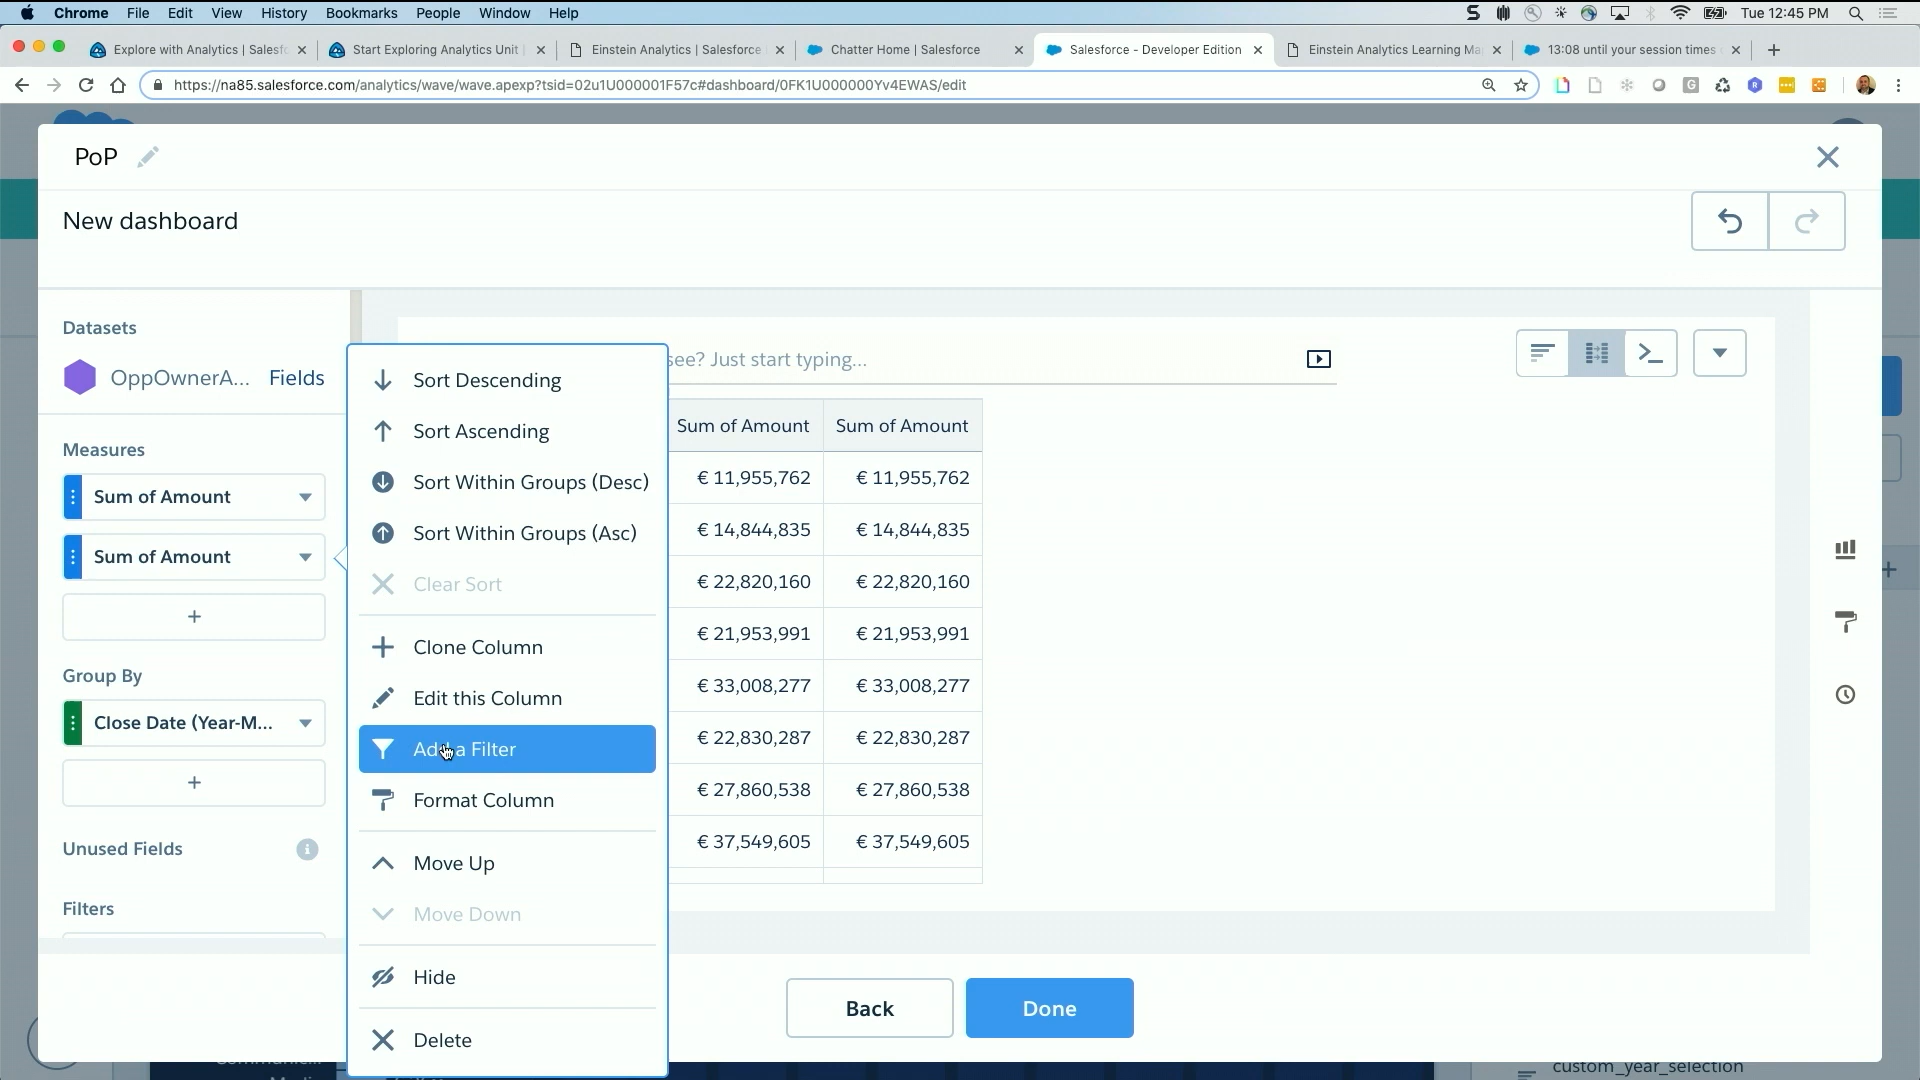 Chrome File Edit View History Bookmarks People Window Help Tue 12:45 PM
Explore with Analytics | Salesf Start Exploring Analytics Unit Einstein Analytics | Salesforce Chatter Home | Salesforce Salesforce - Developer Edition Einstein Analytics Learning Ma 13:08 until your session times
https://na85.salesforce.com/analytics/wave/wave.apexp?tsid=02u1U000001F57c#dashboard/0FK1U000000Yv4EWAS/edit
PoP
New dashboard
Datasets
OppOwnerA... Fields
see? Just start typing...
Measures
Sum of Amount
Sum of Amount
+
Group By
Close Date (Year-M...
+
Unused Fields
Filters
Sort Descending
Sort Ascending
Sort Within Groups (Desc)
Sort Within Groups (Asc)
Clear Sort
Clone Column
Edit this Column
Add a Filter
Format Column
Move Up
Move Down
Hide
Delete
Sum of Amount Sum of Amount
€ 11,955,762 € 11,955,762
€ 14,844,835 € 14,844,835
€ 22,820,160 € 22,820,160
€ 21,953,991 € 21,953,991
€ 33,008,277 € 33,008,277
€ 22,830,287 € 22,830,287
€ 27,860,538 € 27,860,538
€ 37,549,605 € 37,549,605
Back Done
custom_year_selection